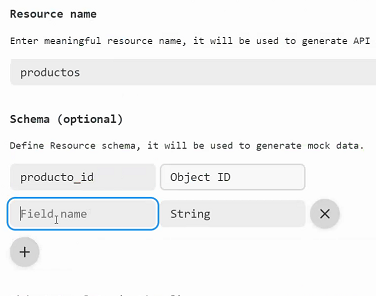 Resource name
Enter meaningful resource name, it will be used to generate API
productos
Schema (optional)
Define Resource schema, it will be used to generate mock data.
producto_id Object ID
Field name String